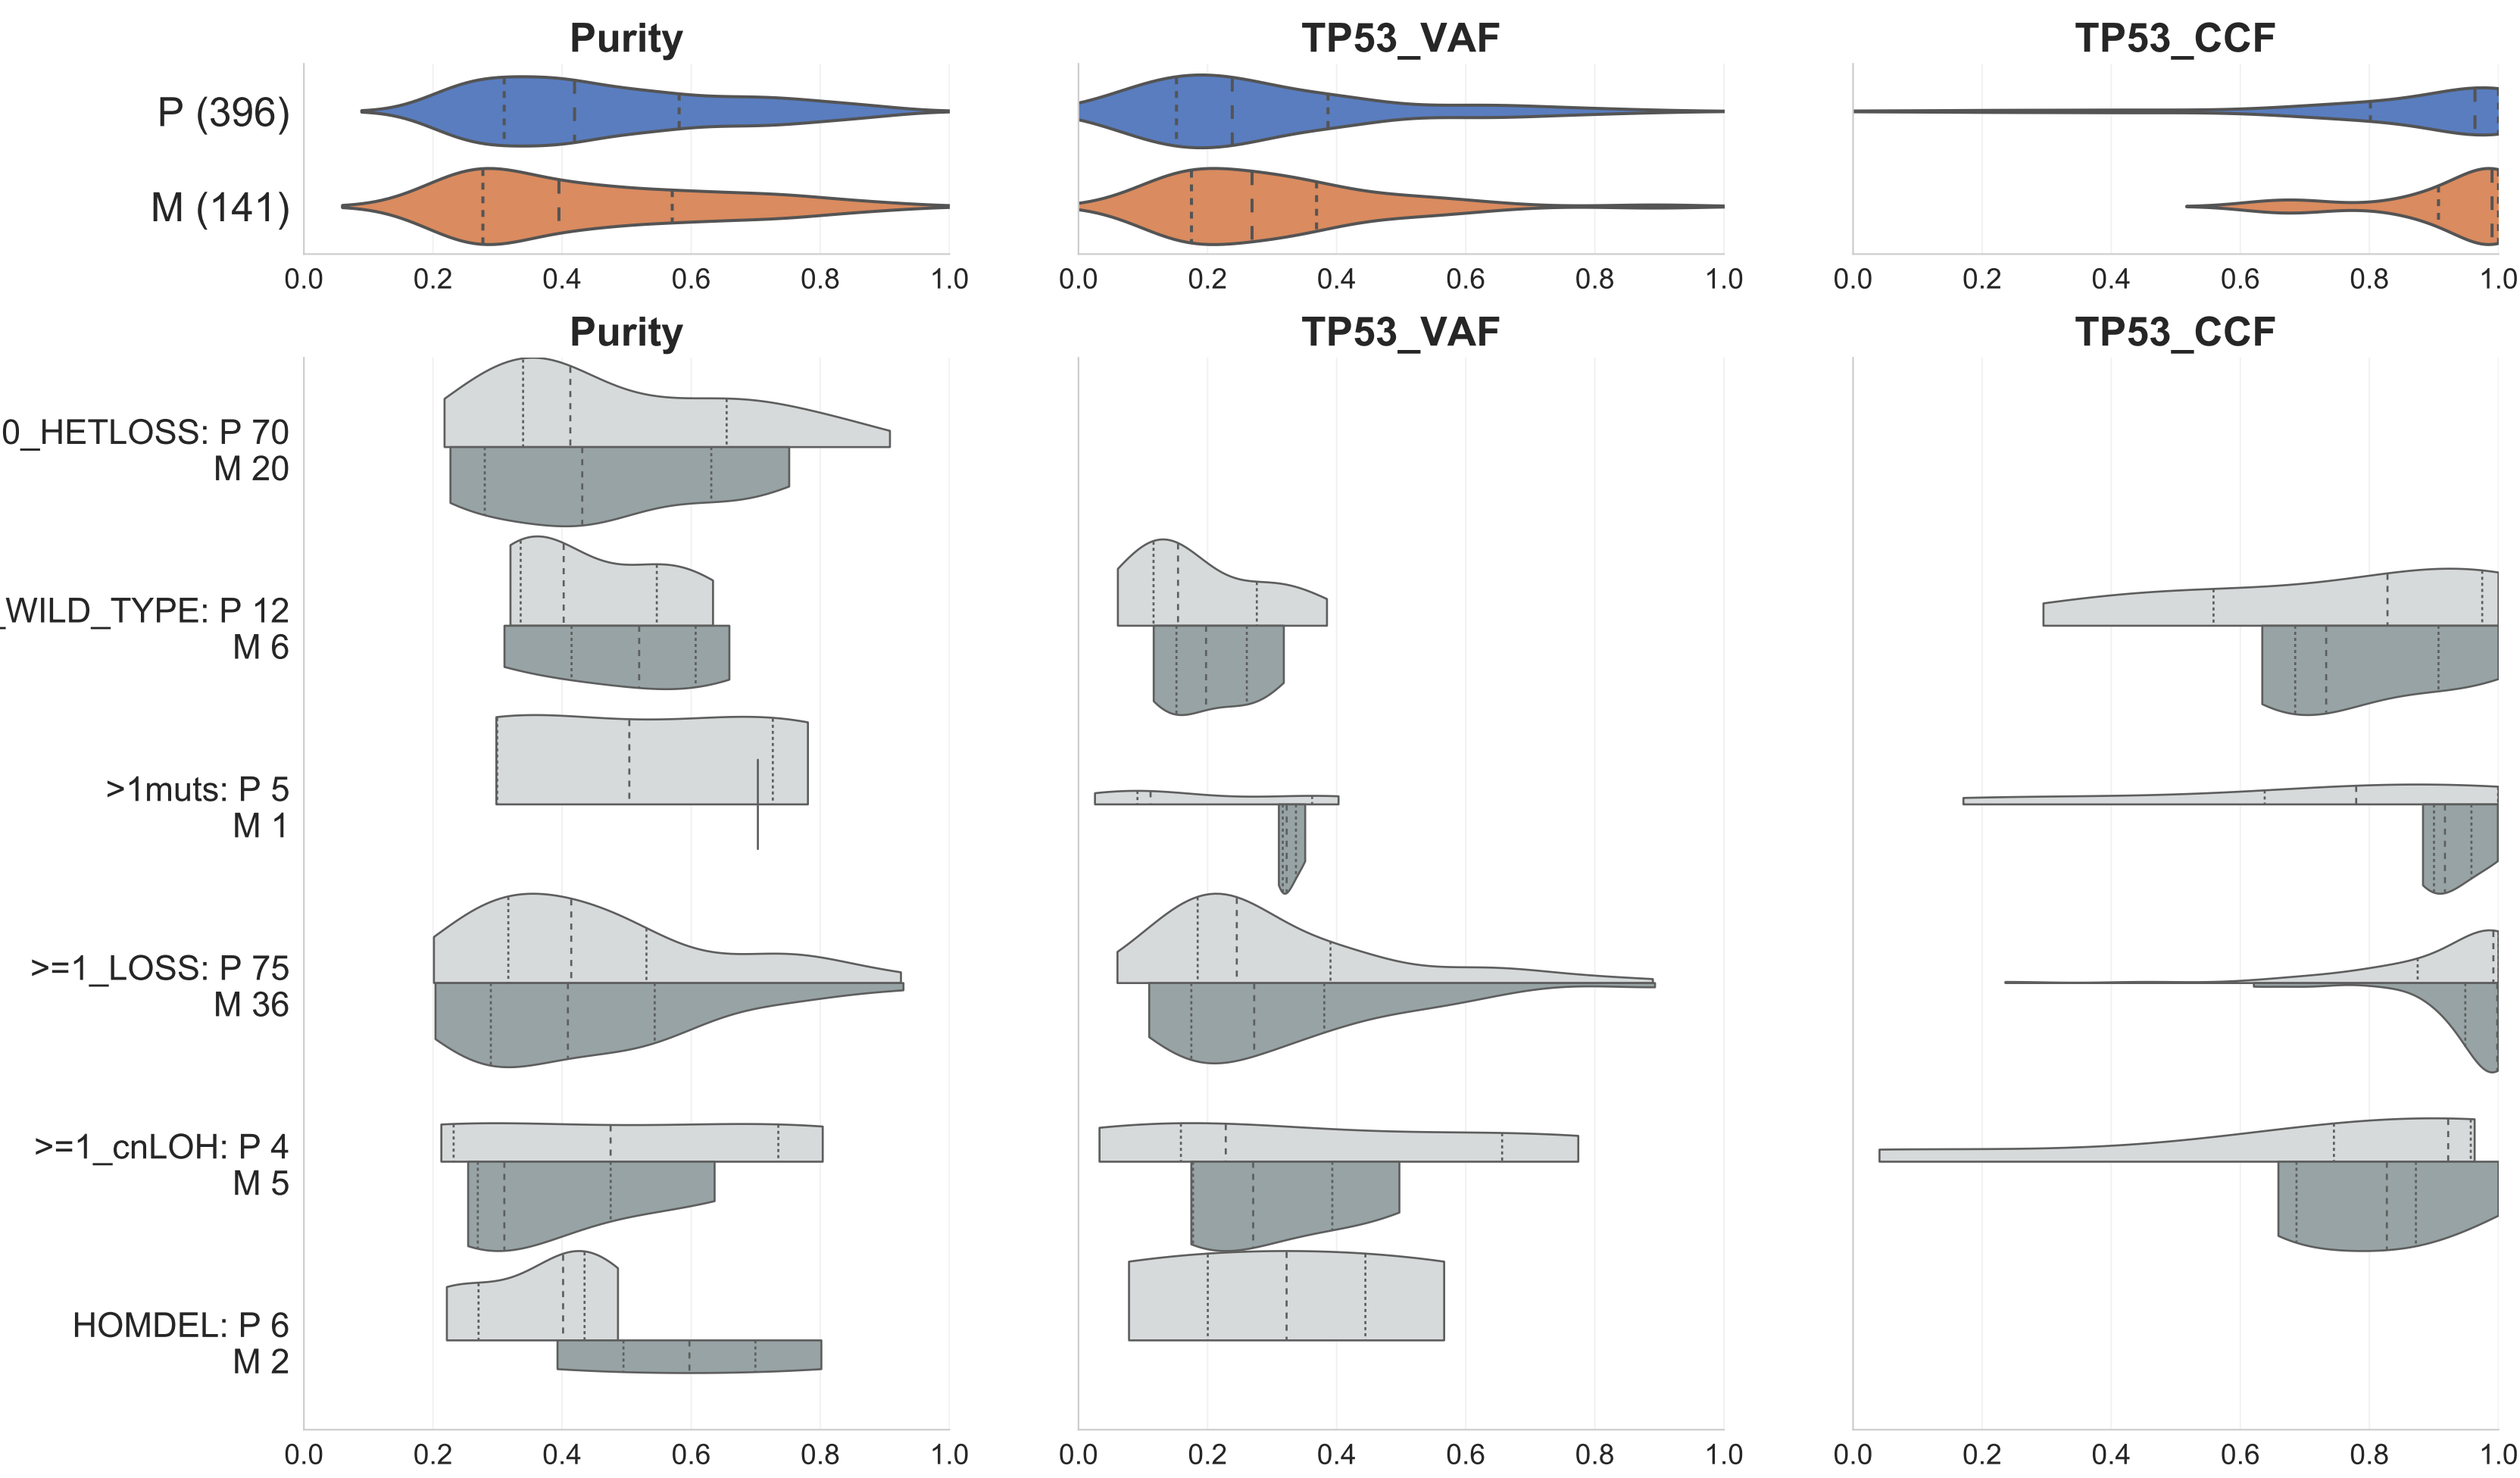 Purity TP53_VAF TP53_CCF
P (396)
M (141)
0.0 0.2 0.4 0.6 0.8 1.0 0.0 0.2 0.4 0.6 0.8 1.0 0.0 0.2 0.4 0.6 0.8 1.0
Purity TP53_VAF TP53_CCF
0_HETLOSS: P 70
M 20
_WILD_TYPE: P 12
M 6
>1muts: P 5
M 1
>=1_LOSS: P 75
M 36
>=1_cnLOH: P 4
M 5
HOMDEL: P 6
M 2
0.0 0.2 0.4 0.6 0.8 1.0 0.0 0.2 0.4 0.6 0.8 1.0 0.0 0.2 0.4 0.6 0.8 1.0